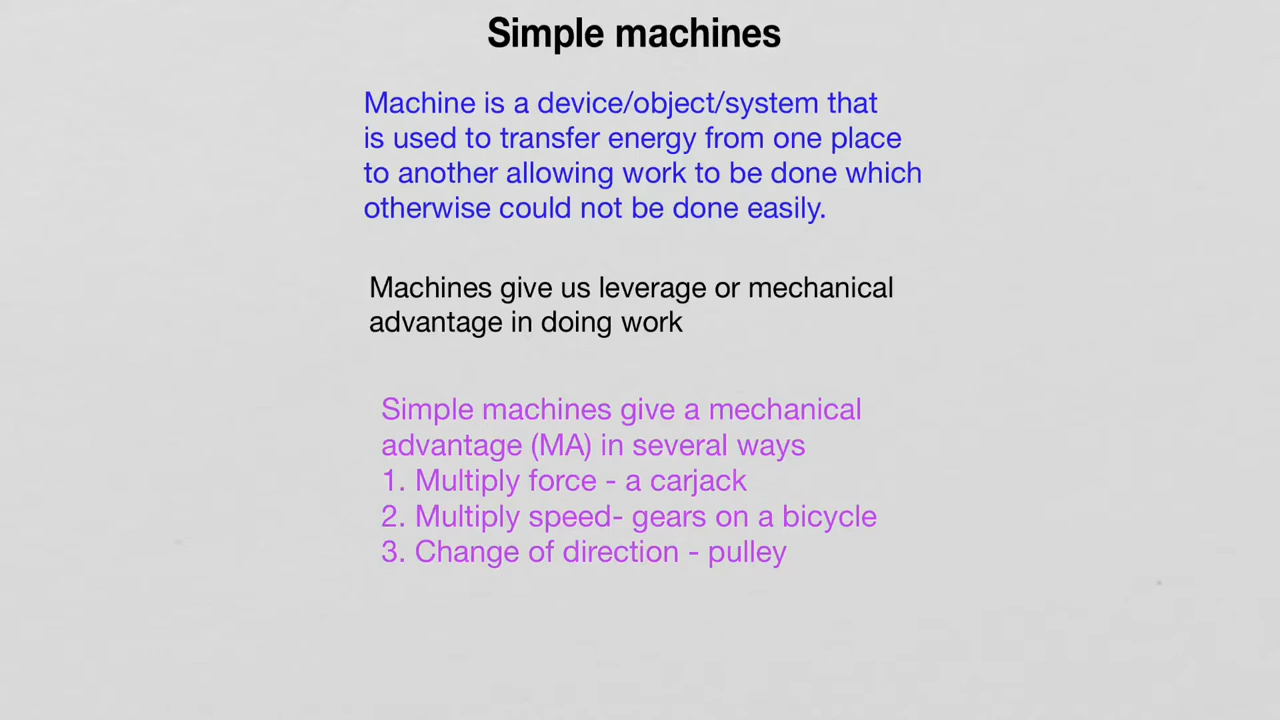 Simple machines
Machine is a device/object/system that
is used to transfer energy from one place
to another allowing work to be done which
otherwise could not be done easily.
Machines give us leverage or mechanical
advantage in doing work
Simple machines give a mechanical
advantage (MA) in several ways
1. Multiply force - a carjack
2. Multiply speed- gears on a bicycle
3. Change of direction - pulley